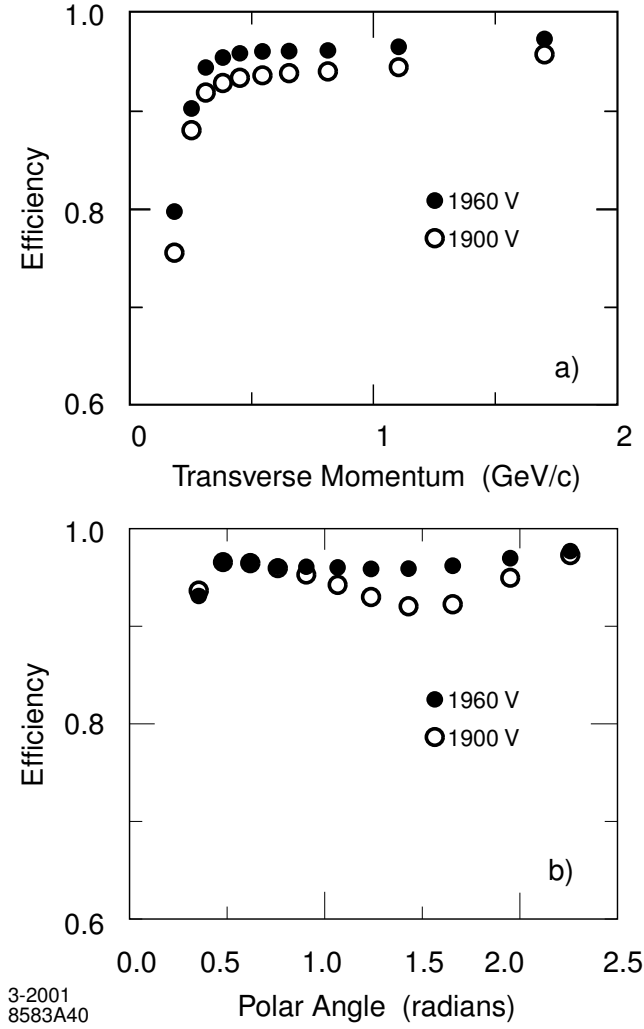 1.0
0.8
0.6
Efficiency
1960 V
1900 V
a)
0 1 2
Transverse Momentum (GeV/c)
1.0
0.8
0.6
Efficiency
1960 V
1900 V
b)
0.0 0.5 1.0 1.5 2.0 2.5
Polar Angle (radians)
3-2001
8583A40